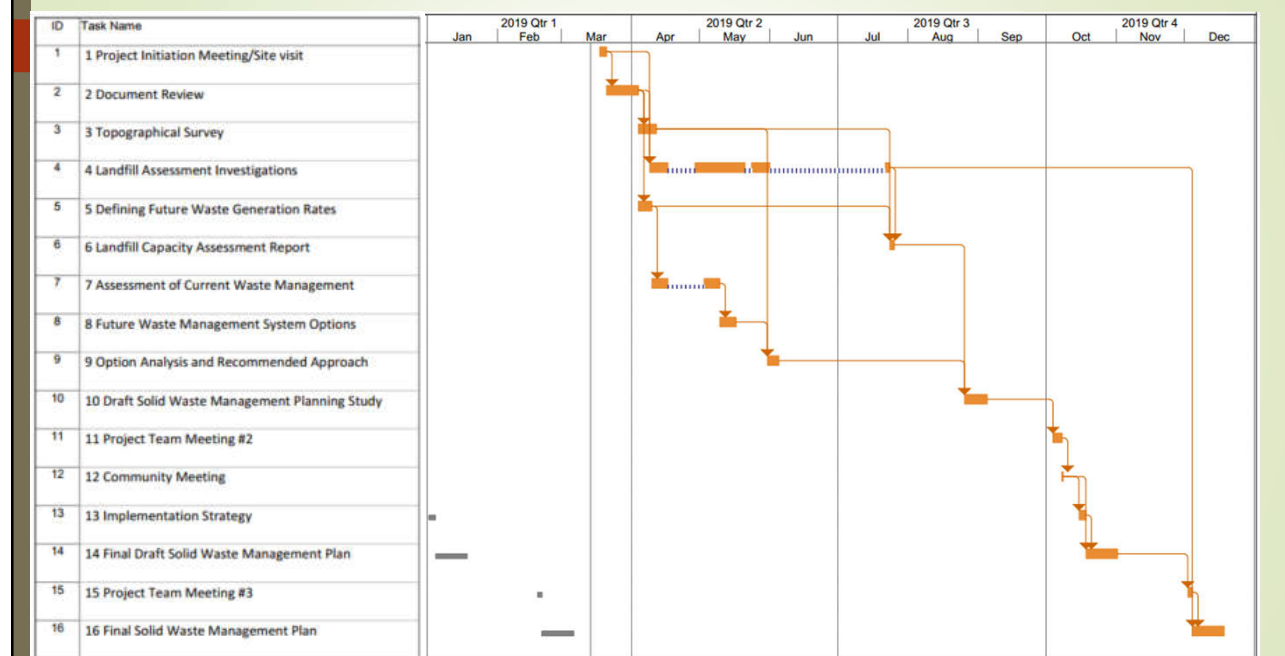 ID Task Name 2019 Qtr 1 2019 Qtr 2 2019 Qtr 3 2019 Qtr 4
Jan Feb Mar Apr May Jun Jul Aug Sep Oct Nov Dec
1 1 Project Initiation Meeting/Site visit
2 2 Document Review
3 3 Topographical Survey
4 4 Landfill Assessment Investigations
5 5 Defining Future Waste Generation Rates
6 6 Landfill Capacity Assessment Report
7 7 Assessment of Current Waste Management
8 8 Future Waste Management System Options
9 9 Option Analysis and Recommended Approach
10 10 Draft Solid Waste Management Planning Study
11 11 Project Team Meeting #2
12 12 Community Meeting
13 13 Implementation Strategy
14 14 Final Draft Solid Waste Management Plan
15 15 Project Team Meeting #3
16 16 Final Solid Waste Management Plan